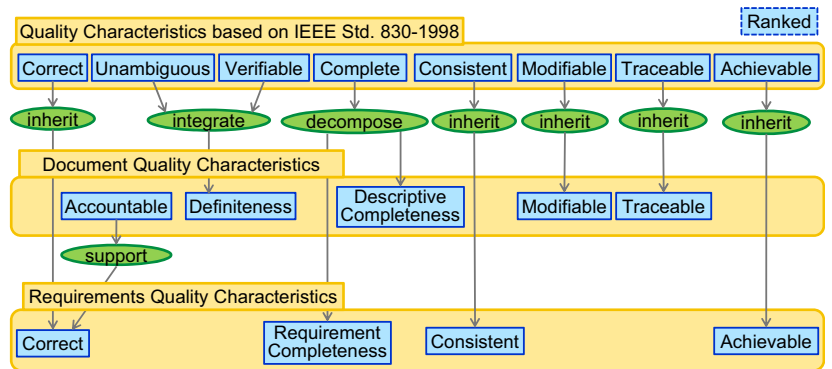 Ranked
Quality Characteristics based on IEEE Std. 830-1998
Correct Unambiguous Verifiable Complete Consistent Modifiable Traceable Achievable
inherit integrate decompose inherit inherit inherit inherit
Document Quality Characteristics
Accountable Definiteness Descriptive Completeness Modifiable Traceable
support
Requirements Quality Characteristics
Correct Requirement Completeness Consistent Achievable